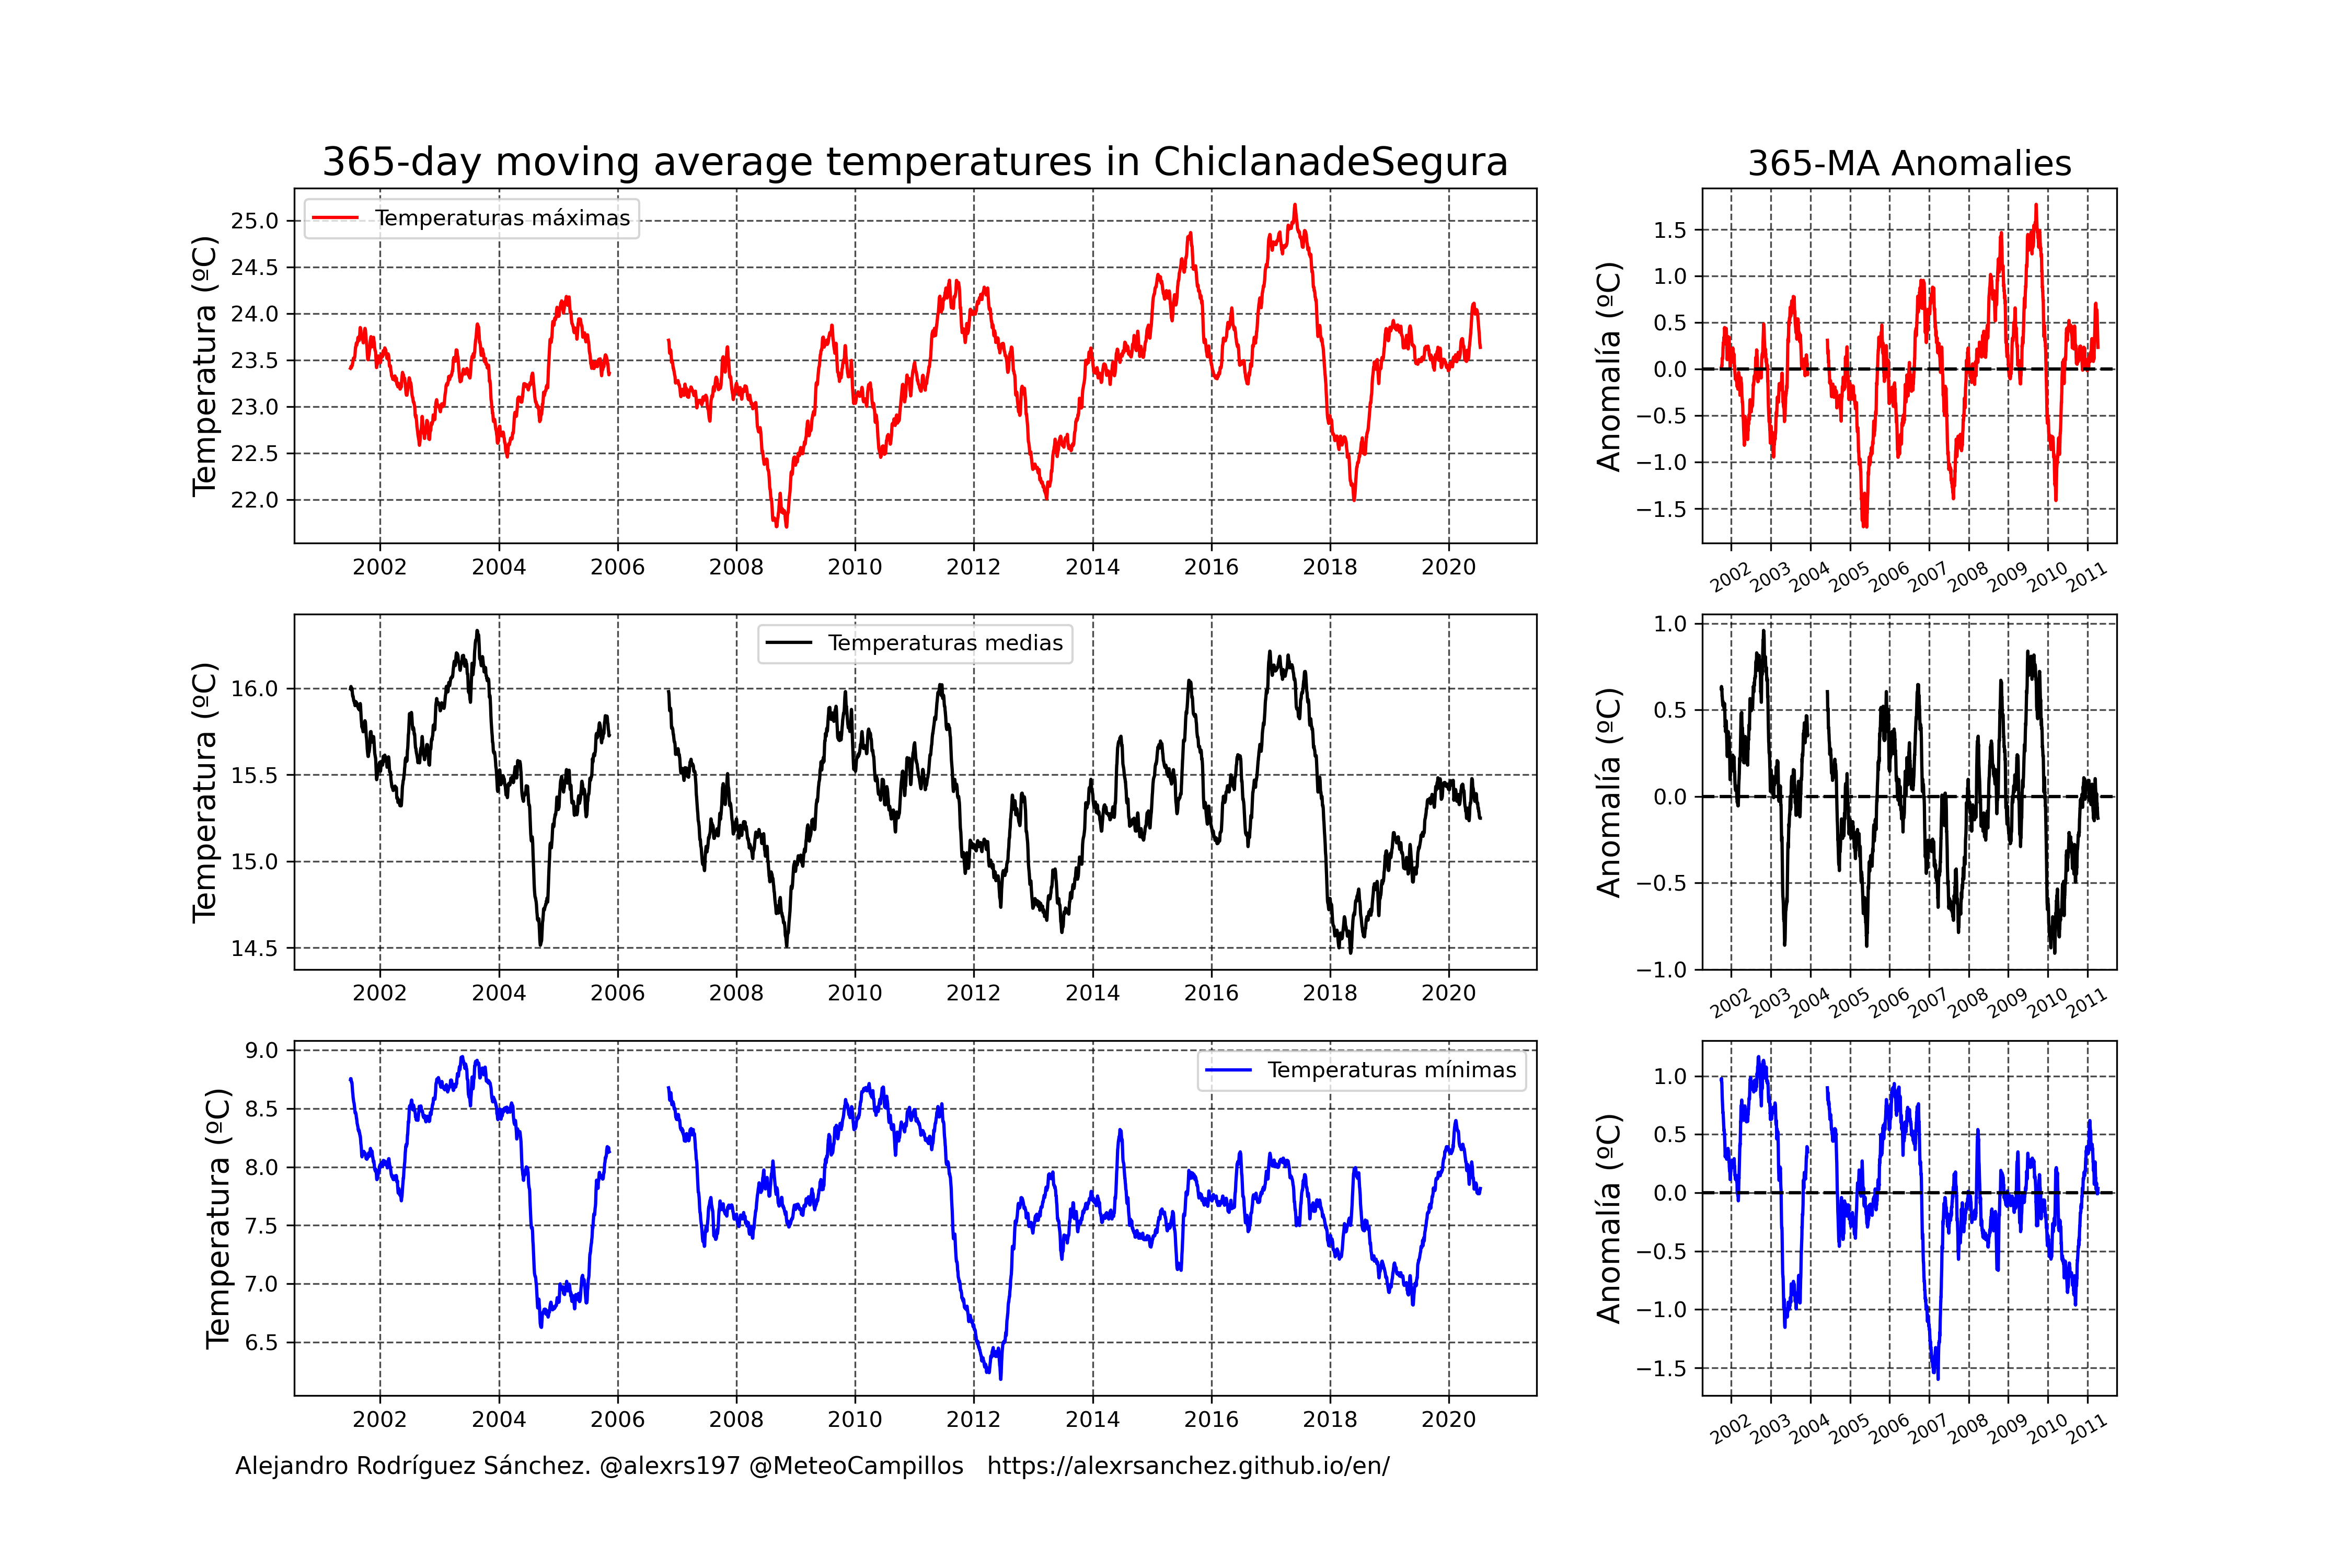 365-day moving average temperatures in ChiclanadeSegura
365-MA Anomalies
Temperatura (ºC)
25.0
24.5
24.0
23.5
23.0
22.5
22.0
Temperaturas máximas
2002 2004 2006 2008 2010 2012 2014 2016 2018 2020
Anomalía (ºC)
1.5
1.0
0.5
0.0
−0.5
−1.0
−1.5
2002 2003 2004 2005 2006 2007 2008 2009 2010 2011
Temperatura (ºC)
16.0
15.5
15.0
14.5
Temperaturas medias
2002 2004 2006 2008 2010 2012 2014 2016 2018 2020
Anomalía (ºC)
1.0
0.5
0.0
−0.5
−1.0
2002 2003 2004 2005 2006 2007 2008 2009 2010 2011
Temperatura (ºC)
9.0
8.5
8.0
7.5
7.0
6.5
Temperaturas mínimas
2002 2004 2006 2008 2010 2012 2014 2016 2018 2020
Anomalía (ºC)
1.0
0.5
0.0
−0.5
−1.0
−1.5
2002 2003 2004 2005 2006 2007 2008 2009 2010 2011
Alejandro Rodríguez Sánchez. @alexrs197 @MeteoCampillos https://alexrsanchez.github.io/en/